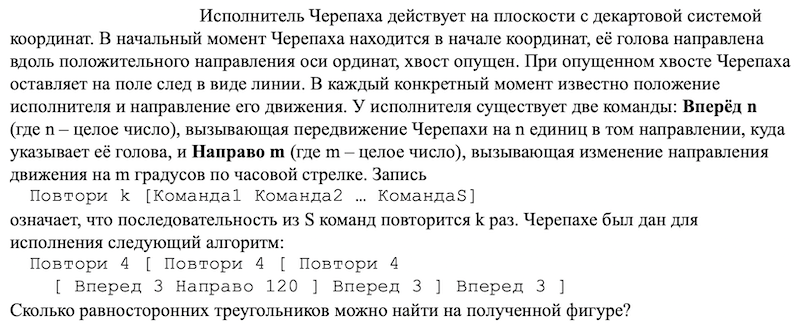 Исполнитель Черепаха действует на плоскости с декартовой системой
координат. В начальный момент Черепаха находится в начале координат, её голова направлена
вдоль положительного направления оси ординат, хвост опущен. При опущенном хвосте Черепаха
оставляет на поле след в виде линии. В каждый конкретный момент известно положение
исполнителя и направление его движения. У исполнителя существует две команды: Вперёд n
(где n – целое число), вызывающая передвижение Черепахи на n единиц в том направлении, куда
указывает её голова, и Направо m (где m – целое число), вызывающая изменение направления
движения на m градусов по часовой стрелке. Запись
Повтори k [Команда1 Команда2 … КомандаS]
означает, что последовательность из S команд повторится k раз. Черепахе был дан для
исполнения следующий алгоритм:
Повтори 4 [ Повтори 4 [ Повтори 4
[ Вперед 3 Направо 120 ] Вперед 3 ] Вперед 3 ]
Сколько равносторонних треугольников можно найти на полученной фигуре?